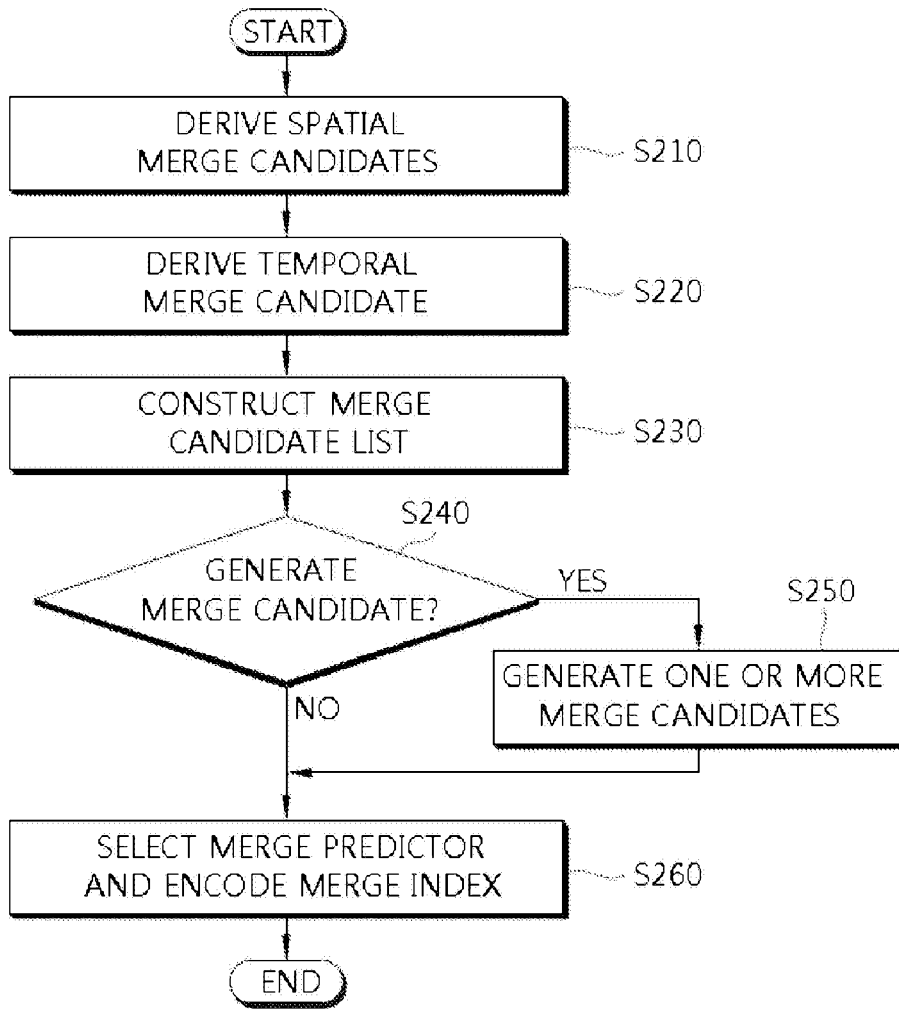 START
DERIVE SPATIAL
MERGE CANDIDATES
S210
DERIVE TEMPORAL
MERGE CANDIDATE
S220
CONSTRUCT MERGE
CANDIDATE LIST
S230
S240
GENERATE
MERGE CANDIDATE?
YES
S250
GENERATE ONE OR MORE
MERGE CANDIDATES
NO
SELECT MERGE PREDICTOR
AND ENCODE MERGE INDEX
S260
END